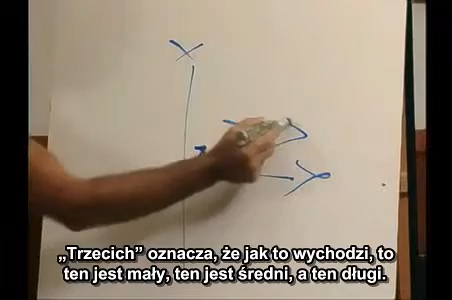 X
Y
„Trzecich” oznacza, że jak to wychodzi, to
ten jest mały, ten jest średni, a ten długi.